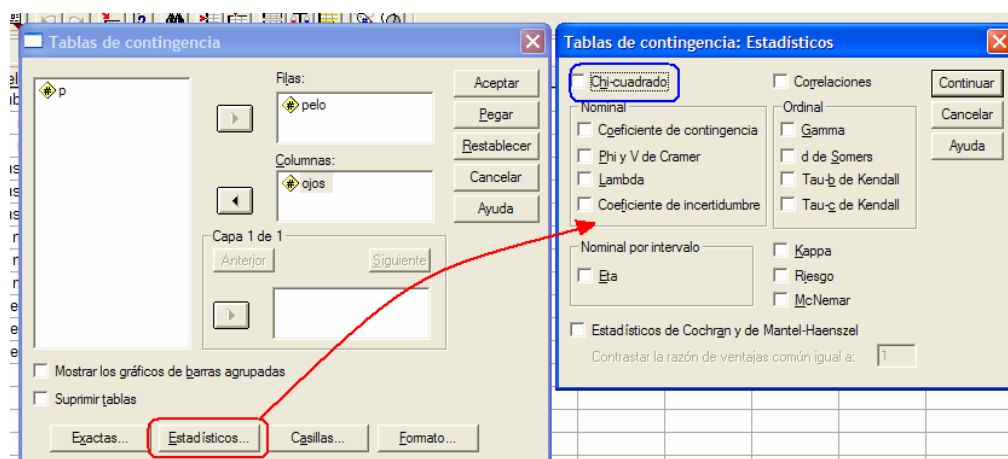 Tablas de contingencia
p
Filas:
pelo
Columnas:
ojos
Capa 1 de 1
Anterior
Siguiente
Aceptar
Pegar
Restablecer
Cancelar
Ayuda
Mostrar los gráficos de barras agrupadas
Suprimir tablas
Exactas...
Estadísticos...
Casillas...
Formato...
Tablas de contingencia: Estadísticos
Chi-cuadrado
Correlaciones
Nominal
Coeficiente de contingencia
Phi y V de Cramer
Lambda
Coeficiente de incertidumbre
Ordinal
Gamma
d de Somers
Tau-b de Kendall
Tau-c de Kendall
Nominal por intervalo
Eta
Kappa
Riesgo
McNemar
Estadísticos de Cochran y de Mantel-Haenszel
Contrastar la razón de ventajas común igual a:
1
Continuar
Cancelar
Ayuda